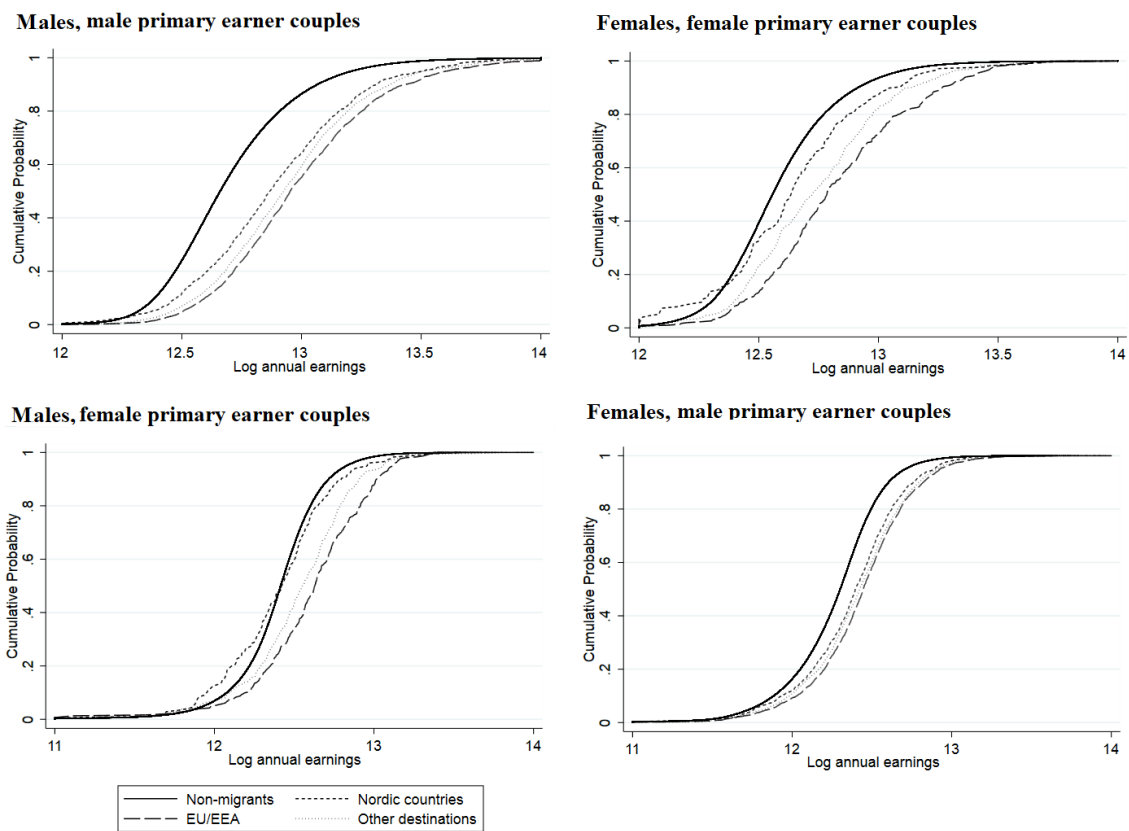 Males, male primary earner couples
Cumulative Probability
0 .2 .4 .6 .8 1
12 12.5 13 13.5 14
Log annual earnings
Females, female primary earner couples
Cumulative Probability
0 .2 .4 .6 .8 1
12 12.5 13 13.5 14
Log annual earnings
Males, female primary earner couples
Cumulative Probability
0 .2 .4 .6 .8 1
11 12 13 14
Log annual earnings
Females, male primary earner couples
Cumulative Probability
0 .2 .4 .6 .8 1
11 12 13 14
Log annual earnings
Non-migrants Nordic countries
EU/EEA Other destinations